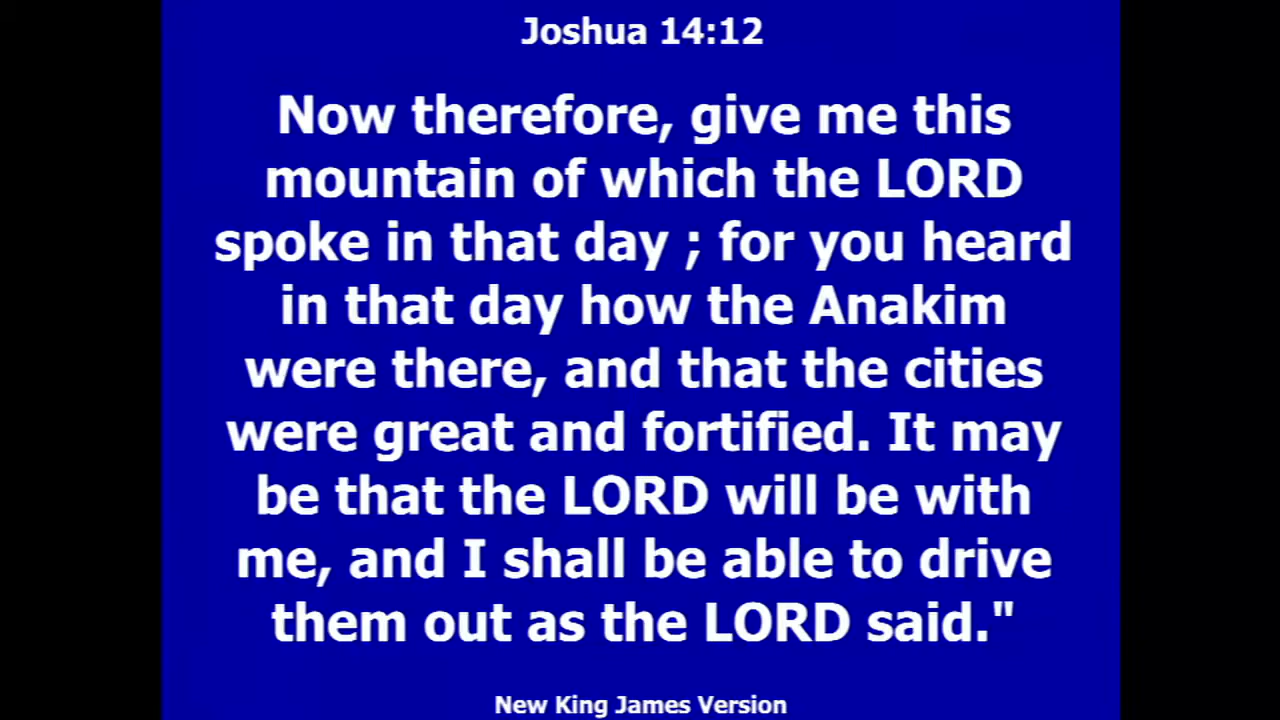 Joshua 14:12
Now therefore, give me this
mountain of which the LORD
spoke in that day ; for you heard
in that day how the Anakim
were there, and that the cities
were great and fortified. It may
be that the LORD will be with
me, and I shall be able to drive
them out as the LORD said."
New King James Version